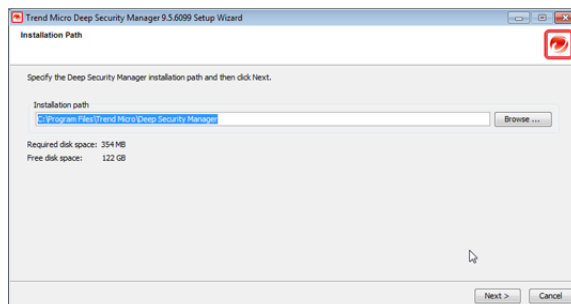 Trend Micro Deep Security Manager 9.5.6099 Setup Wizard
Installation Path
Specify the Deep Security Manager installation path and then click Next.
Installation path
C:\Program Files\Trend Micro\Deep Security Manager
Browse ...
Required disk space: 354 MB
Free disk space: 122 GB
Next >
Cancel